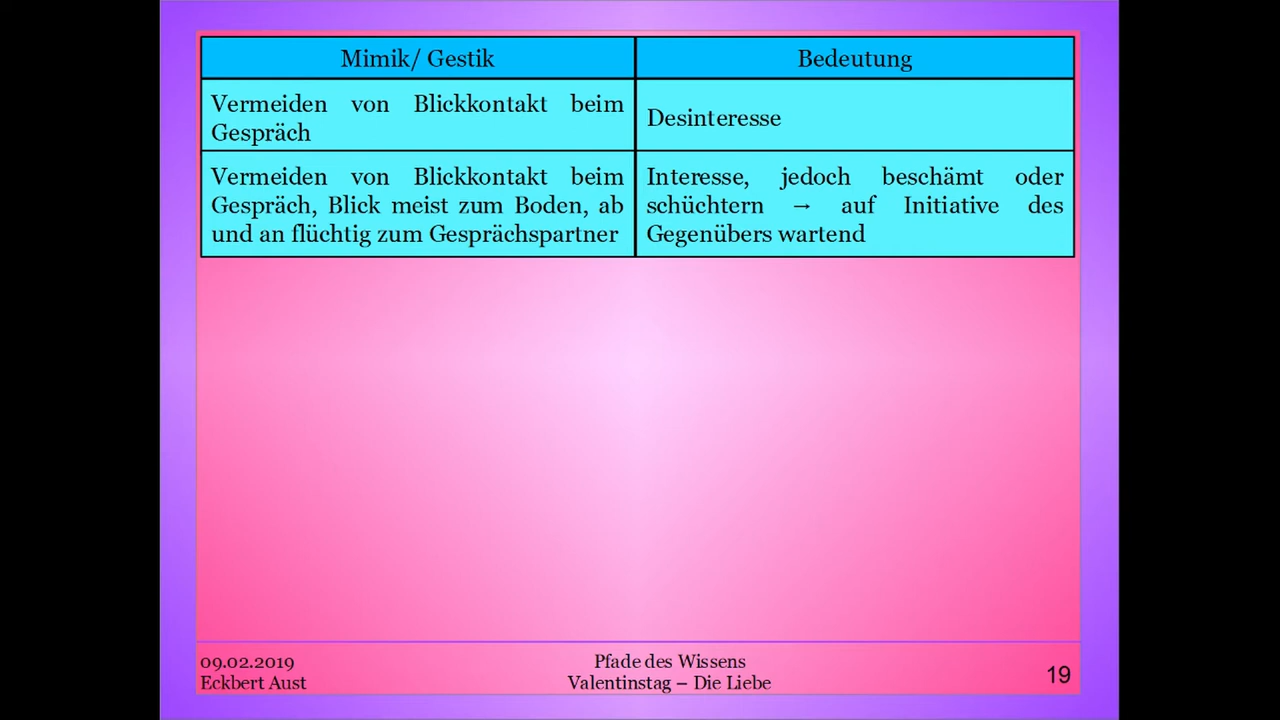 Mimik/ Gestik
Bedeutung
Vermeiden von Blickkontakt beim
Gespräch
Desinteresse
Vermeiden von Blickkontakt beim
Gespräch, Blick meist zum Boden, ab
und an flüchtig zum Gesprächspartner
Interesse, jedoch beschämt oder
schüchtern → auf Initiative des
Gegenübers wartend
09.02.2019
Eckbert Aust
Pfade des Wissens
Valentinstag – Die Liebe
19